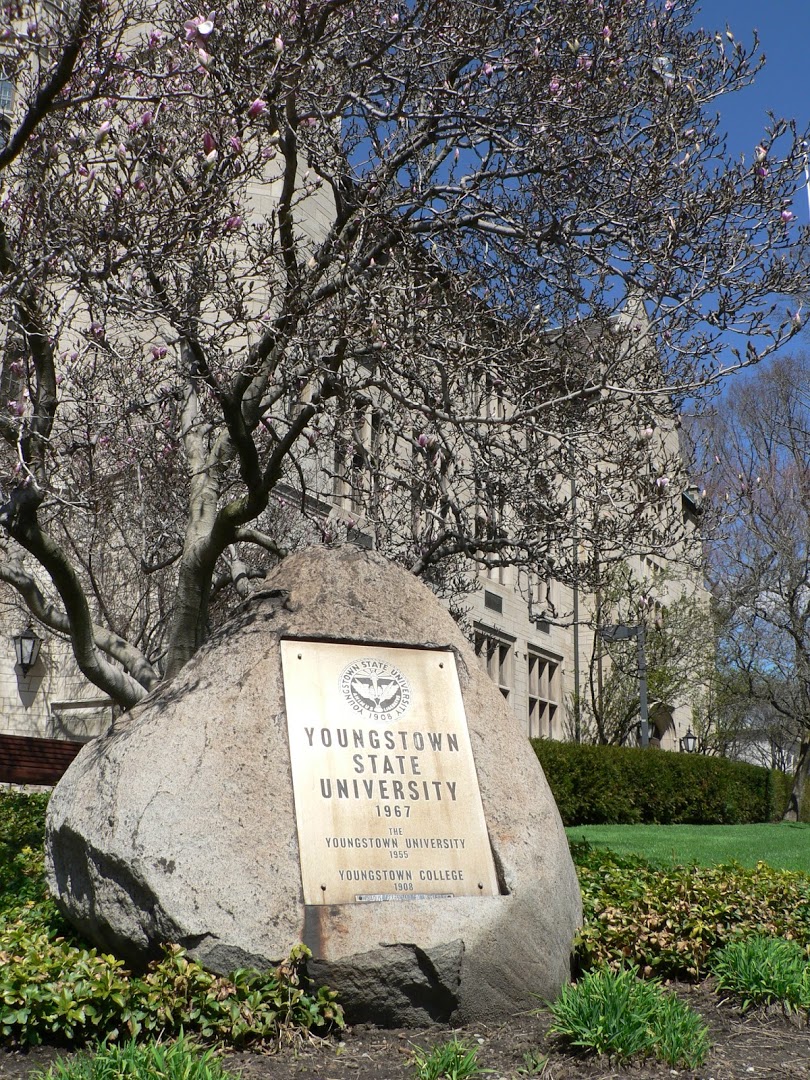 YOUNGSTOWN STATE UNIVERSITY
1908
YOUNGSTOWN
STATE
UNIVERSITY
1967
THE
YOUNGSTOWN UNIVERSITY
1955
YOUNGSTOWN COLLEGE
1908